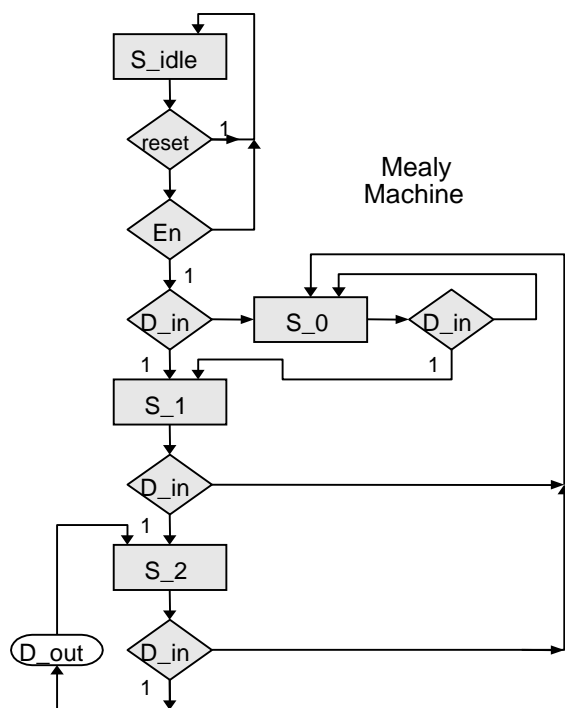 S_idle
reset
1
Mealy
Machine
En
1
D_in
S_0
D_in
1
1
S_1
D_in
1
S_2
D_out
D_in
1